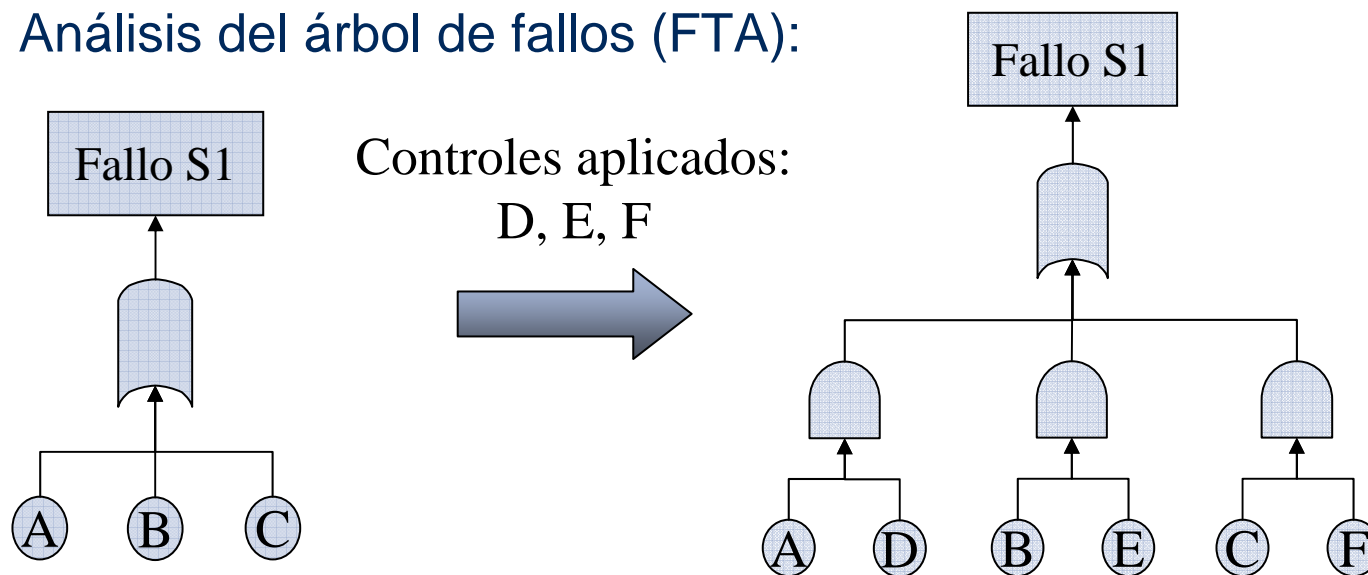 Análisis del árbol de fallos (FTA):
Fallo S1
Controles aplicados:
D, E, F
Fallo S1
A B C
A D B E C F